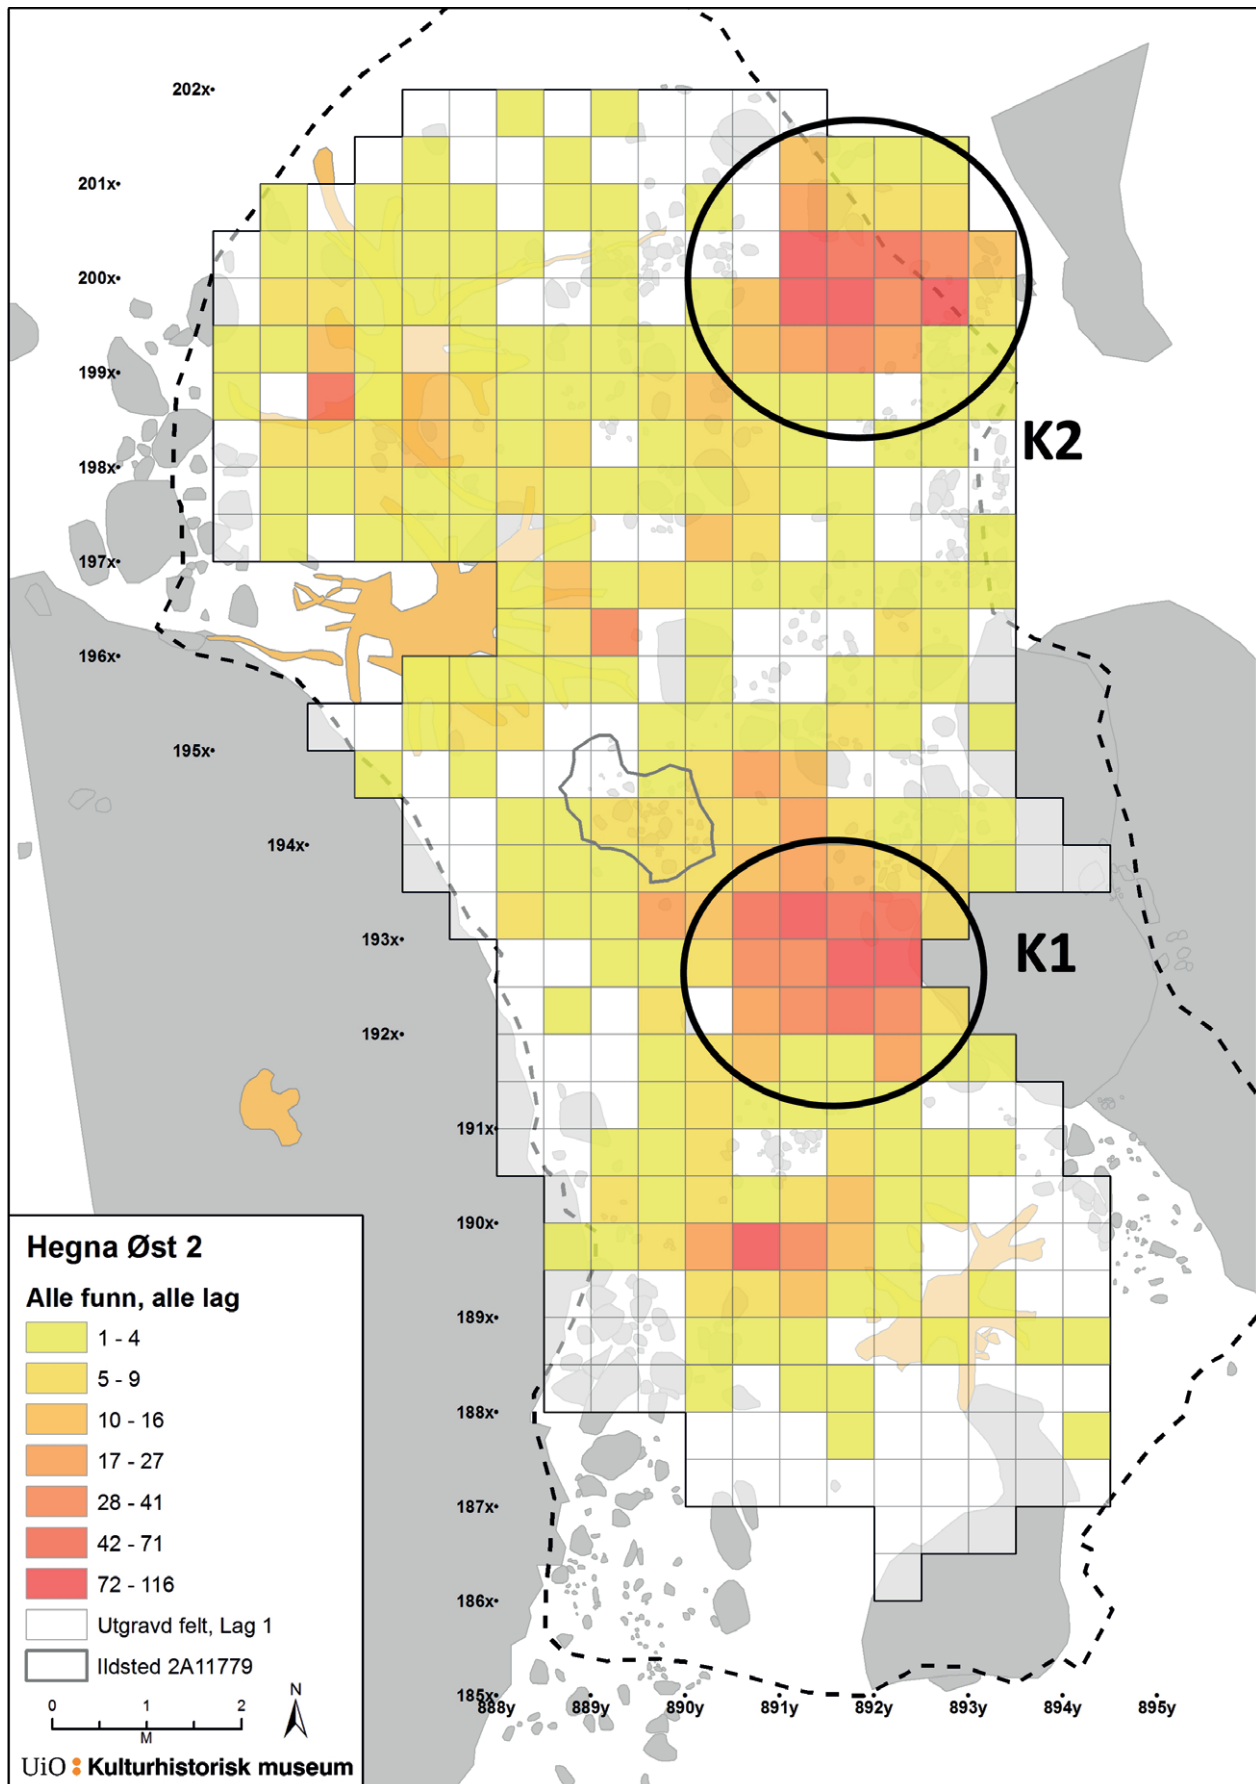 202x
201x
200x
199x
198x
K2
197x
196x
195x
194x
193x
K1
192x
191x
190x
189x
188x
187x
186x
185x
888y 889y 890y 891y 892y 893y 894y 895y
Hegna Øst 2
Alle funn, alle lag
1 - 4
5 - 9
10 - 16
17 - 27
28 - 41
42 - 71
72 - 116
Utgravd felt, Lag 1
Ildsted 2A11779
0 1 2
M
N
UiO Kulturhistorisk museum